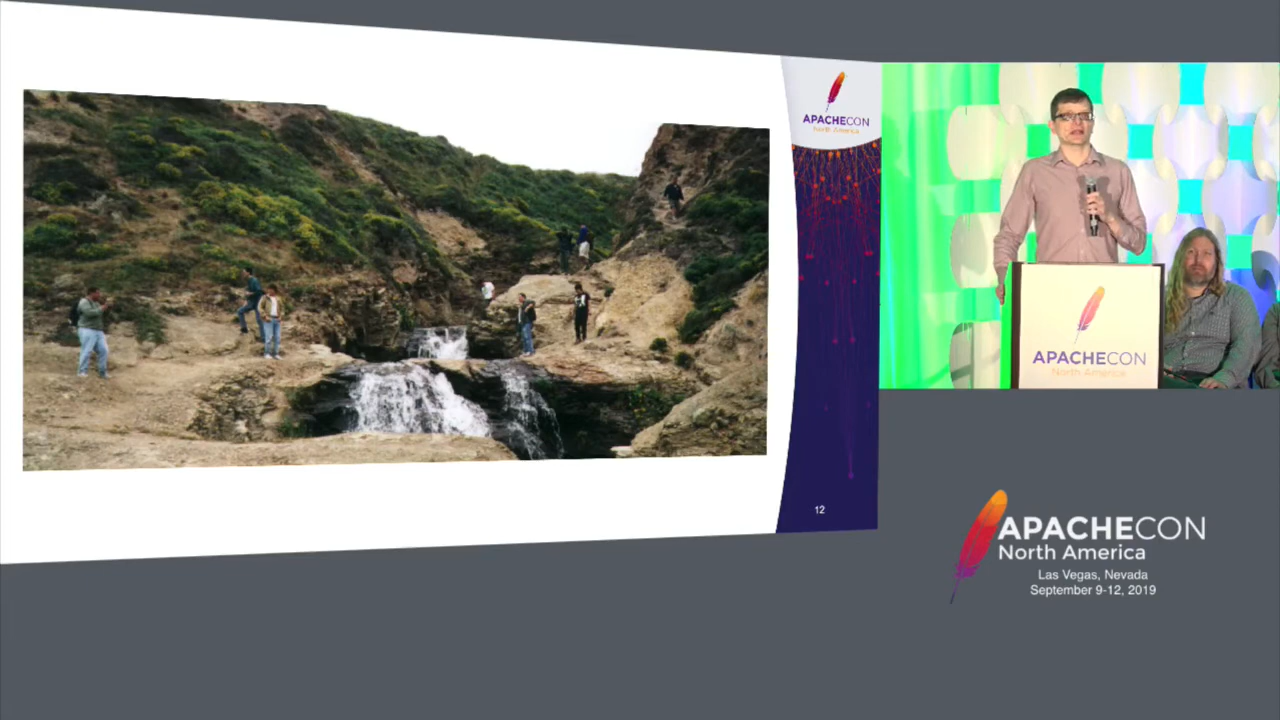 APACHECON
North America
12
APACHECON
North America
APACHECON
North America
Las Vegas, Nevada
September 9-12, 2019